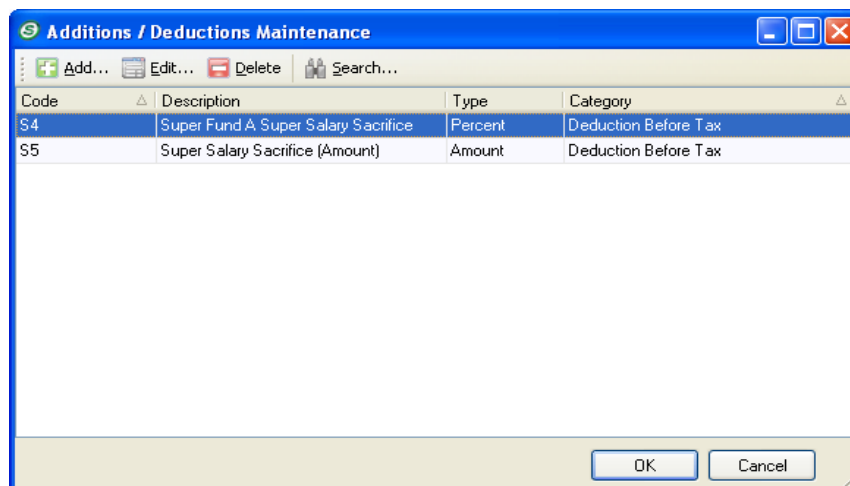 Additions / Deductions Maintenance
Add... Edit... Delete Search...
Code Description Type Category
S4 Super Fund A Super Salary Sacrifice Percent Deduction Before Tax
S5 Super Salary Sacrifice (Amount) Amount Deduction Before Tax
OK Cancel